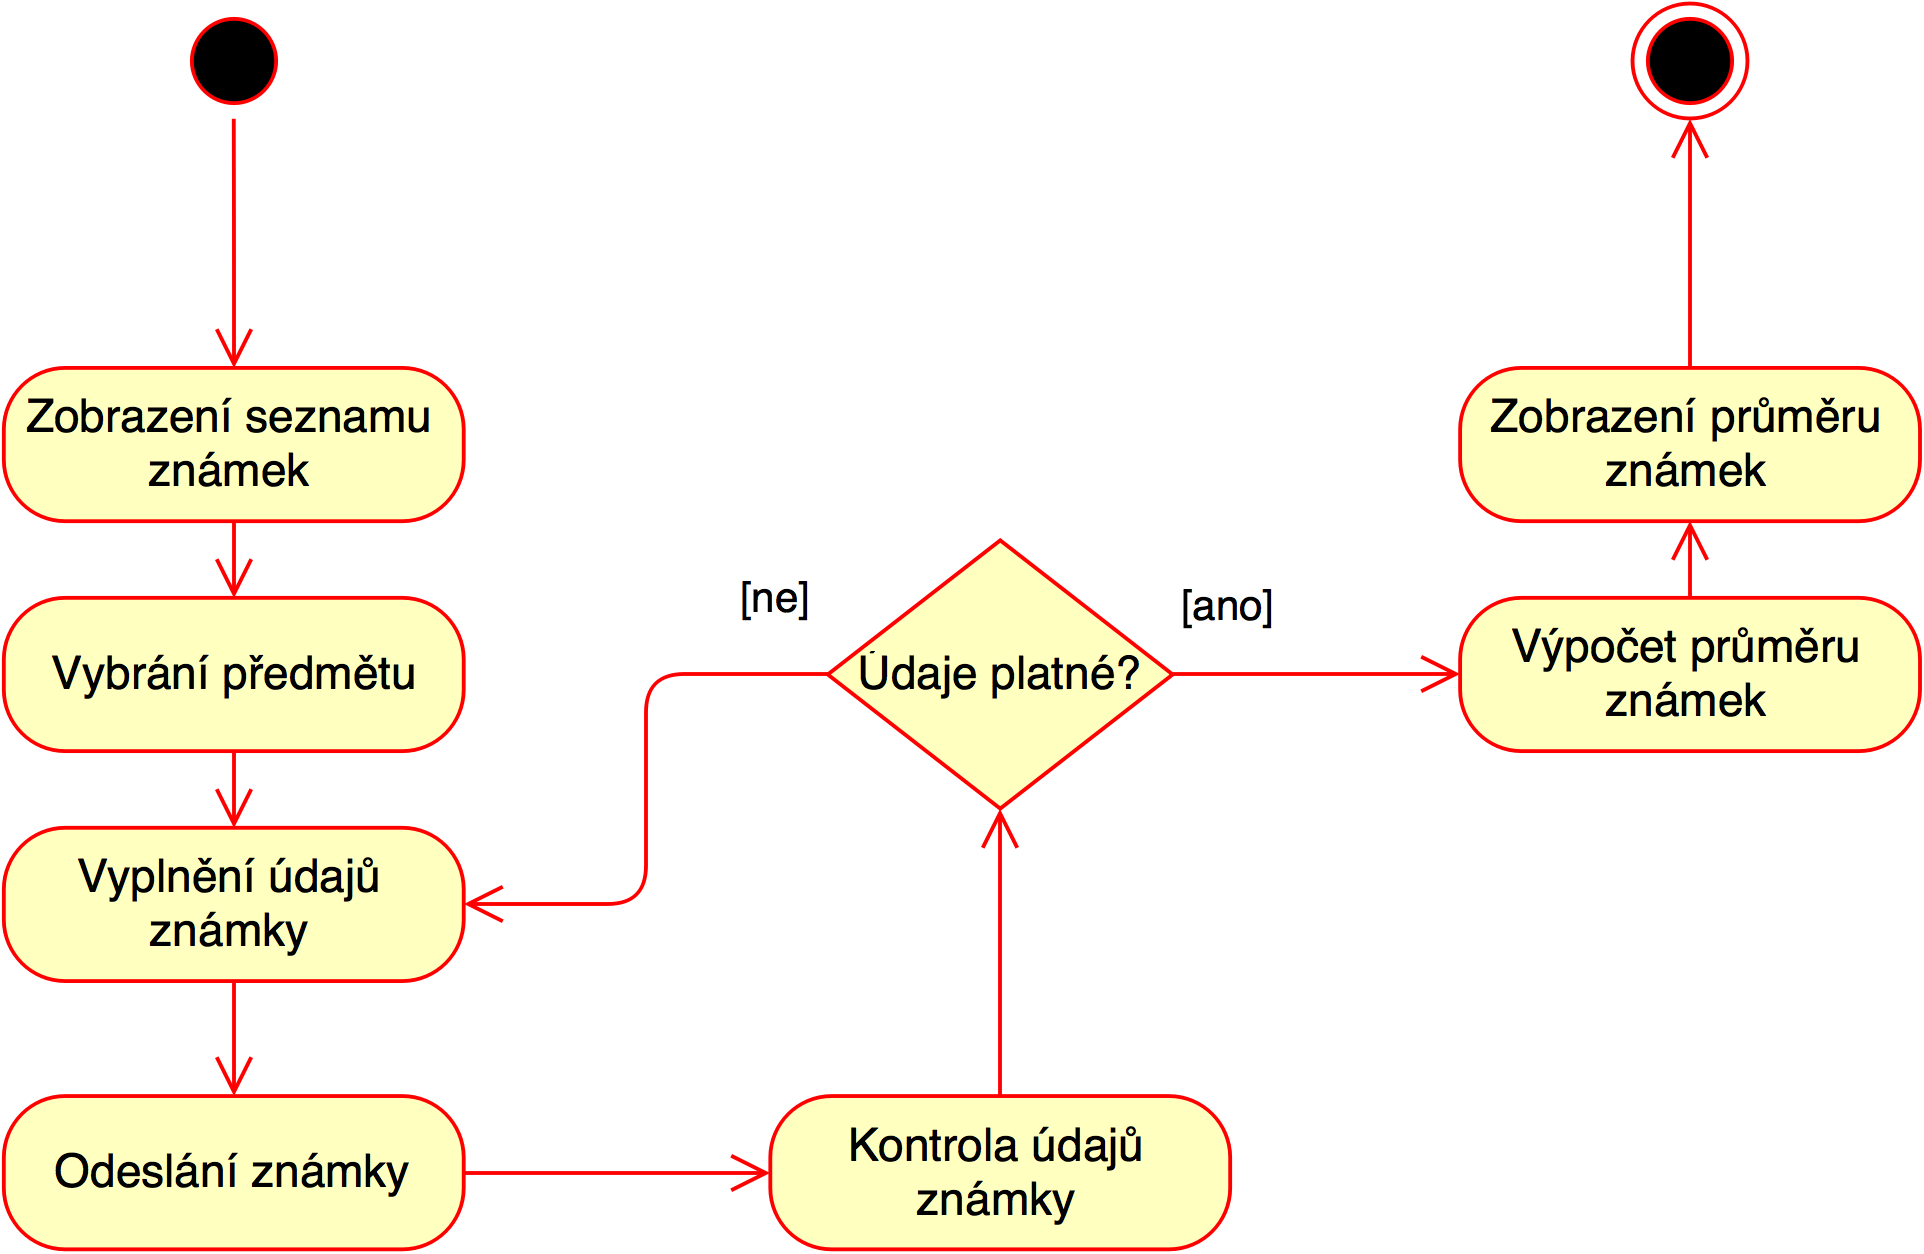 Zobrazení seznamu
známek
Vybrání předmětu
Vyplnění údajů
známky
Odeslání známky
Kontrola údajů
známky
Údaje platné?
[ne]
[ano]
Výpočet průměru
známek
Zobrazení průměru
známek